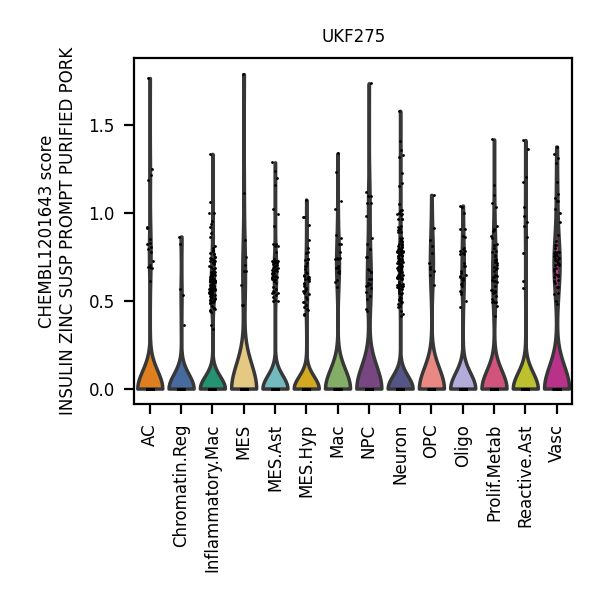 UKF275
CHEMBL1201643 score
INSULIN ZINC SUSP PROMPT PURIFIED PORK
1.5
1.0
0.5
0.0
AC
Chromatin.Reg
Inflammatory.Mac
MES
MES.Ast
MES.Hyp
Mac
NPC
Neuron
OPC
Oligo
Prolif.Metab
Reactive.Ast
Vasc